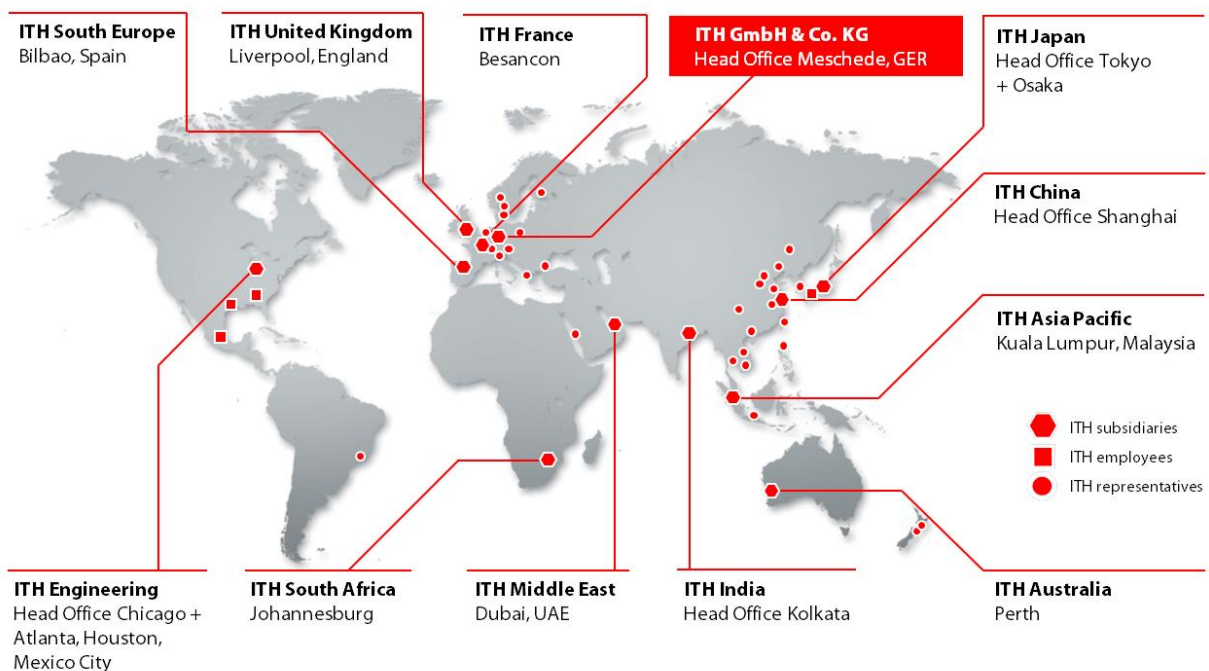 ITH South Europe
Bilbao, Spain
ITH United Kingdom
Liverpool, England
ITH France
Besancon
ITH GmbH & Co. KG
Head Office Meschede, GER
ITH Japan
Head Office Tokyo
+ Osaka
ITH China
Head Office Shanghai
ITH Asia Pacific
Kuala Lumpur, Malaysia
ITH subsidiaries
ITH employees
ITH representatives
ITH Engineering
Head Office Chicago +
Atlanta, Houston,
Mexico City
ITH South Africa
Johannesburg
ITH Middle East
Dubai, UAE
ITH India
Head Office Kolkata
ITH Australia
Perth